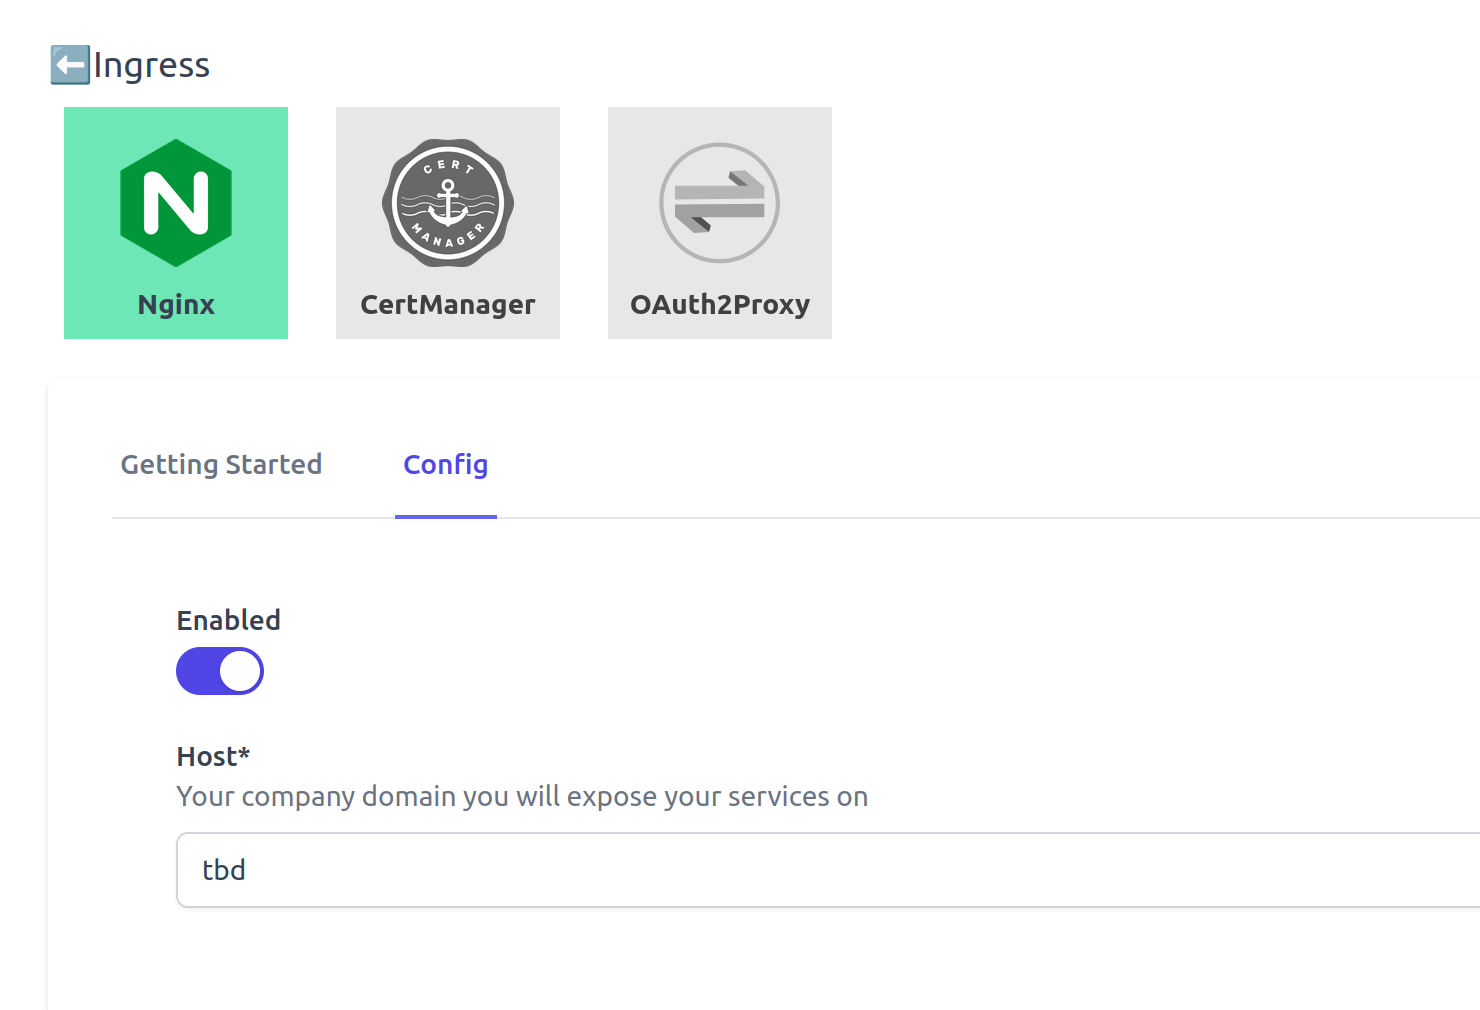 Ingress
N
CERT
MANAGER
Nginx
CertManager
OAuth2Proxy
Getting Started
Config
Enabled
Host*
Your company domain you will expose your services on
tbd